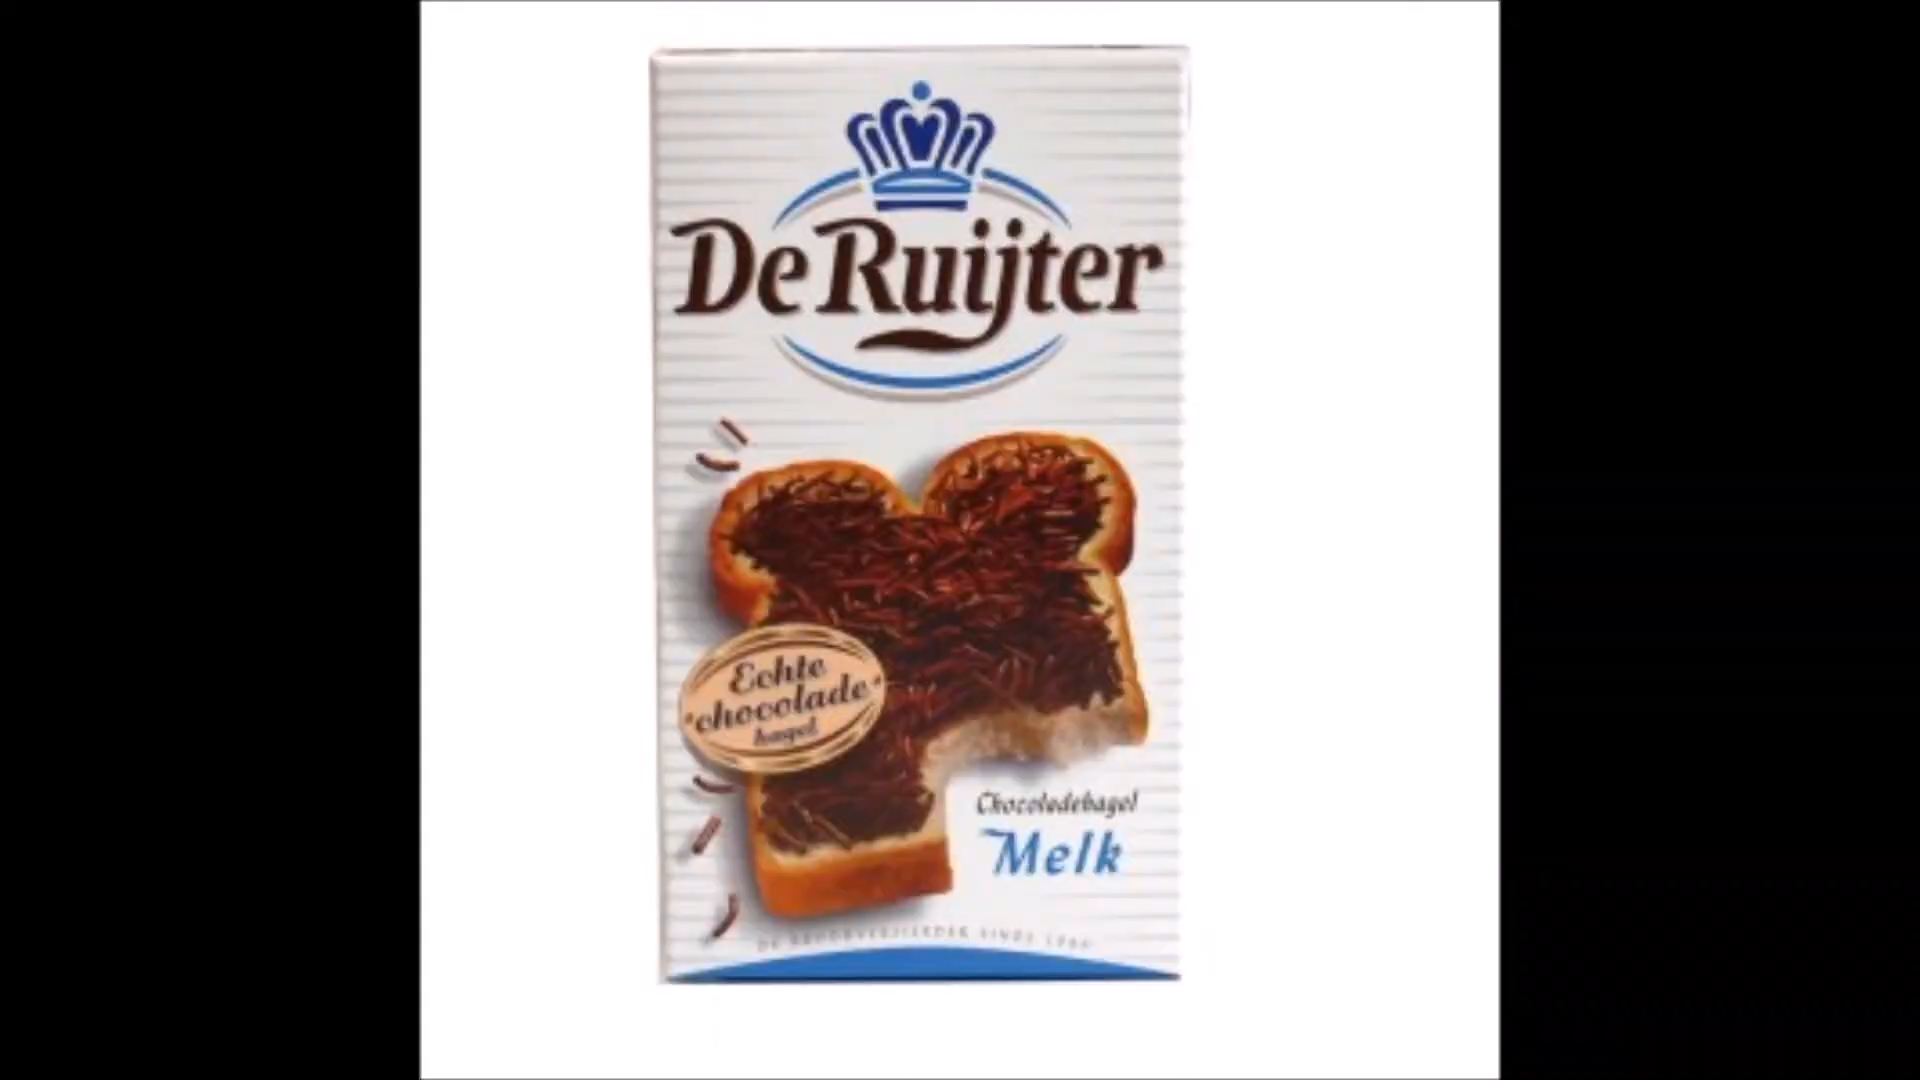 De Ruijter
Echte
chocolade
hagel
Chocoladehagel
Melk